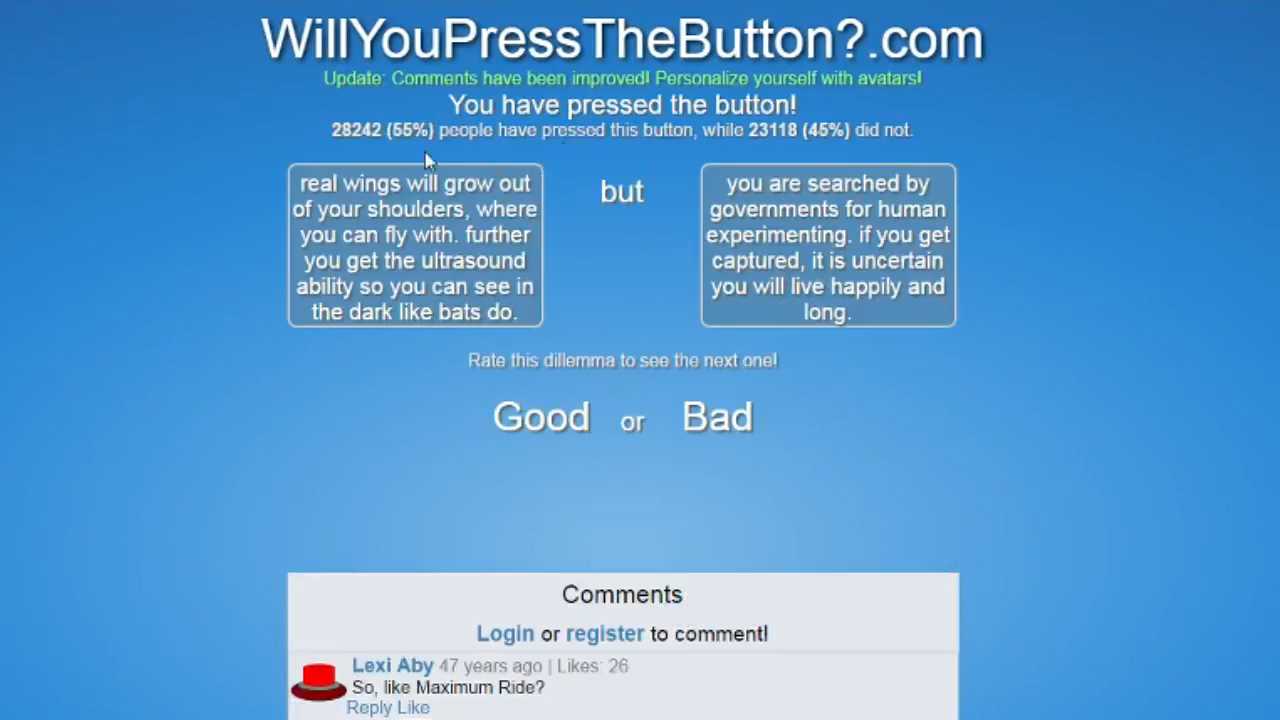 WillYouPressTheButton?.com
Update: Comments have been improved! Personalize yourself with avatars!
You have pressed the button!
28242 (55%) people have pressed this button, while 23118 (45%) did not.
real wings will grow out
of your shoulders, where
you can fly with. further
you get the ultrasound
ability so you can see in
the dark like bats do.
but
you are searched by
governments for human
experimenting. if you get
captured, it is uncertain
you will live happily and
long.
Rate this dillemma to see the next one!
Good or Bad
Comments
Login or register to comment!
Lexi Aby 47 years ago | Likes: 26
So, like Maximum Ride?
Reply Like